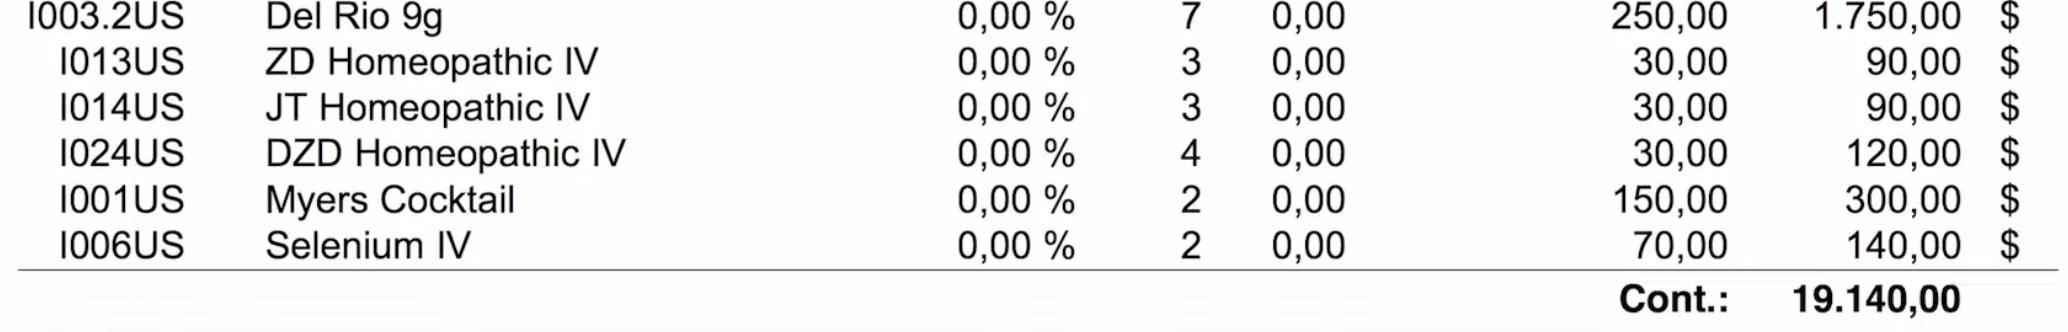 I003.2US Del Rio 9g 0,00 % 7 0,00 250,00 1.750,00 $
I013US ZD Homeopathic IV 0,00 % 3 0,00 30,00 90,00 $
I014US JT Homeopathic IV 0,00 % 3 0,00 30,00 90,00 $
I024US DZD Homeopathic IV 0,00 % 4 0,00 30,00 120,00 $
I001US Myers Cocktail 0,00 % 2 0,00 150,00 300,00 $
I006US Selenium IV 0,00 % 2 0,00 70,00 140,00 $
Cont.: 19.140,00